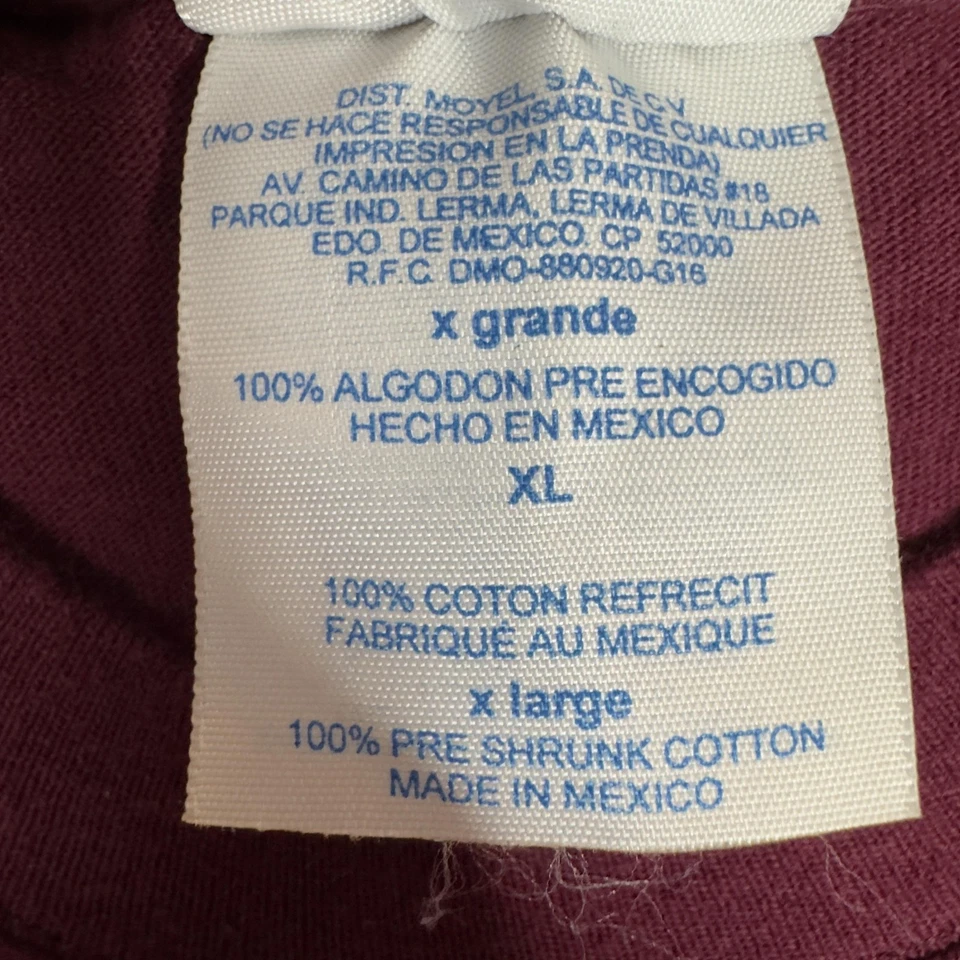 DIST. MOYEL, S.A. DE C.V.
(NO SE HACE RESPONSABLE DE CUALQUIER
IMPRESION EN LA PRENDA)
AV. CAMINO DE LAS PARTIDAS #18
PARQUE IND. LERMA, LERMA DE VILLADA
EDO. DE MEXICO. CP. 52000
R.F.C. DMO-880920-G16
x grande
100% ALGODON PRE ENCOGIDO
HECHO EN MEXICO
XL
100% COTON REFRECIT
FABRIQUÉ AU MEXIQUE
x large
100% PRE SHRUNK COTTON
MADE IN MEXICO